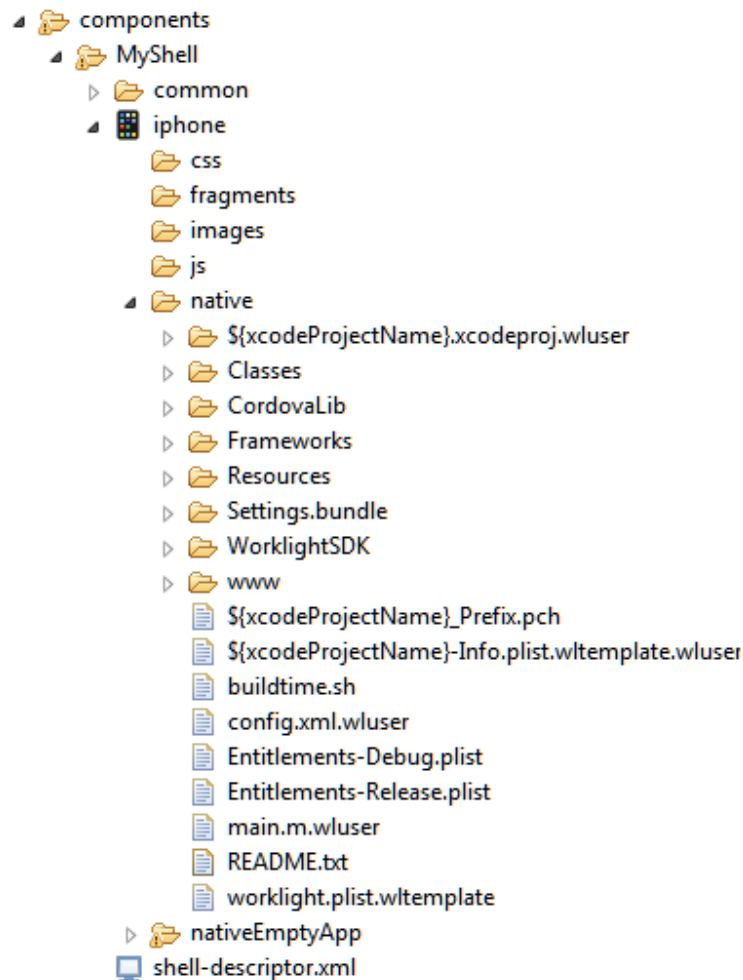 components
MyShell
common
iphone
css
fragments
images
js
native
${xcodeProjectName}.xcodeproj.wluser
Classes
CordovaLib
Frameworks
Resources
Settings.bundle
WorklightSDK
www
${xcodeProjectName}_Prefix.pch
${xcodeProjectName}-Info.plist.wltemplate.wluser
buildtime.sh
config.xml.wluser
Entitlements-Debug.plist
Entitlements-Release.plist
main.m.wluser
README.txt
worklight.plist.wltemplate
nativeEmptyApp
shell-descriptor.xml